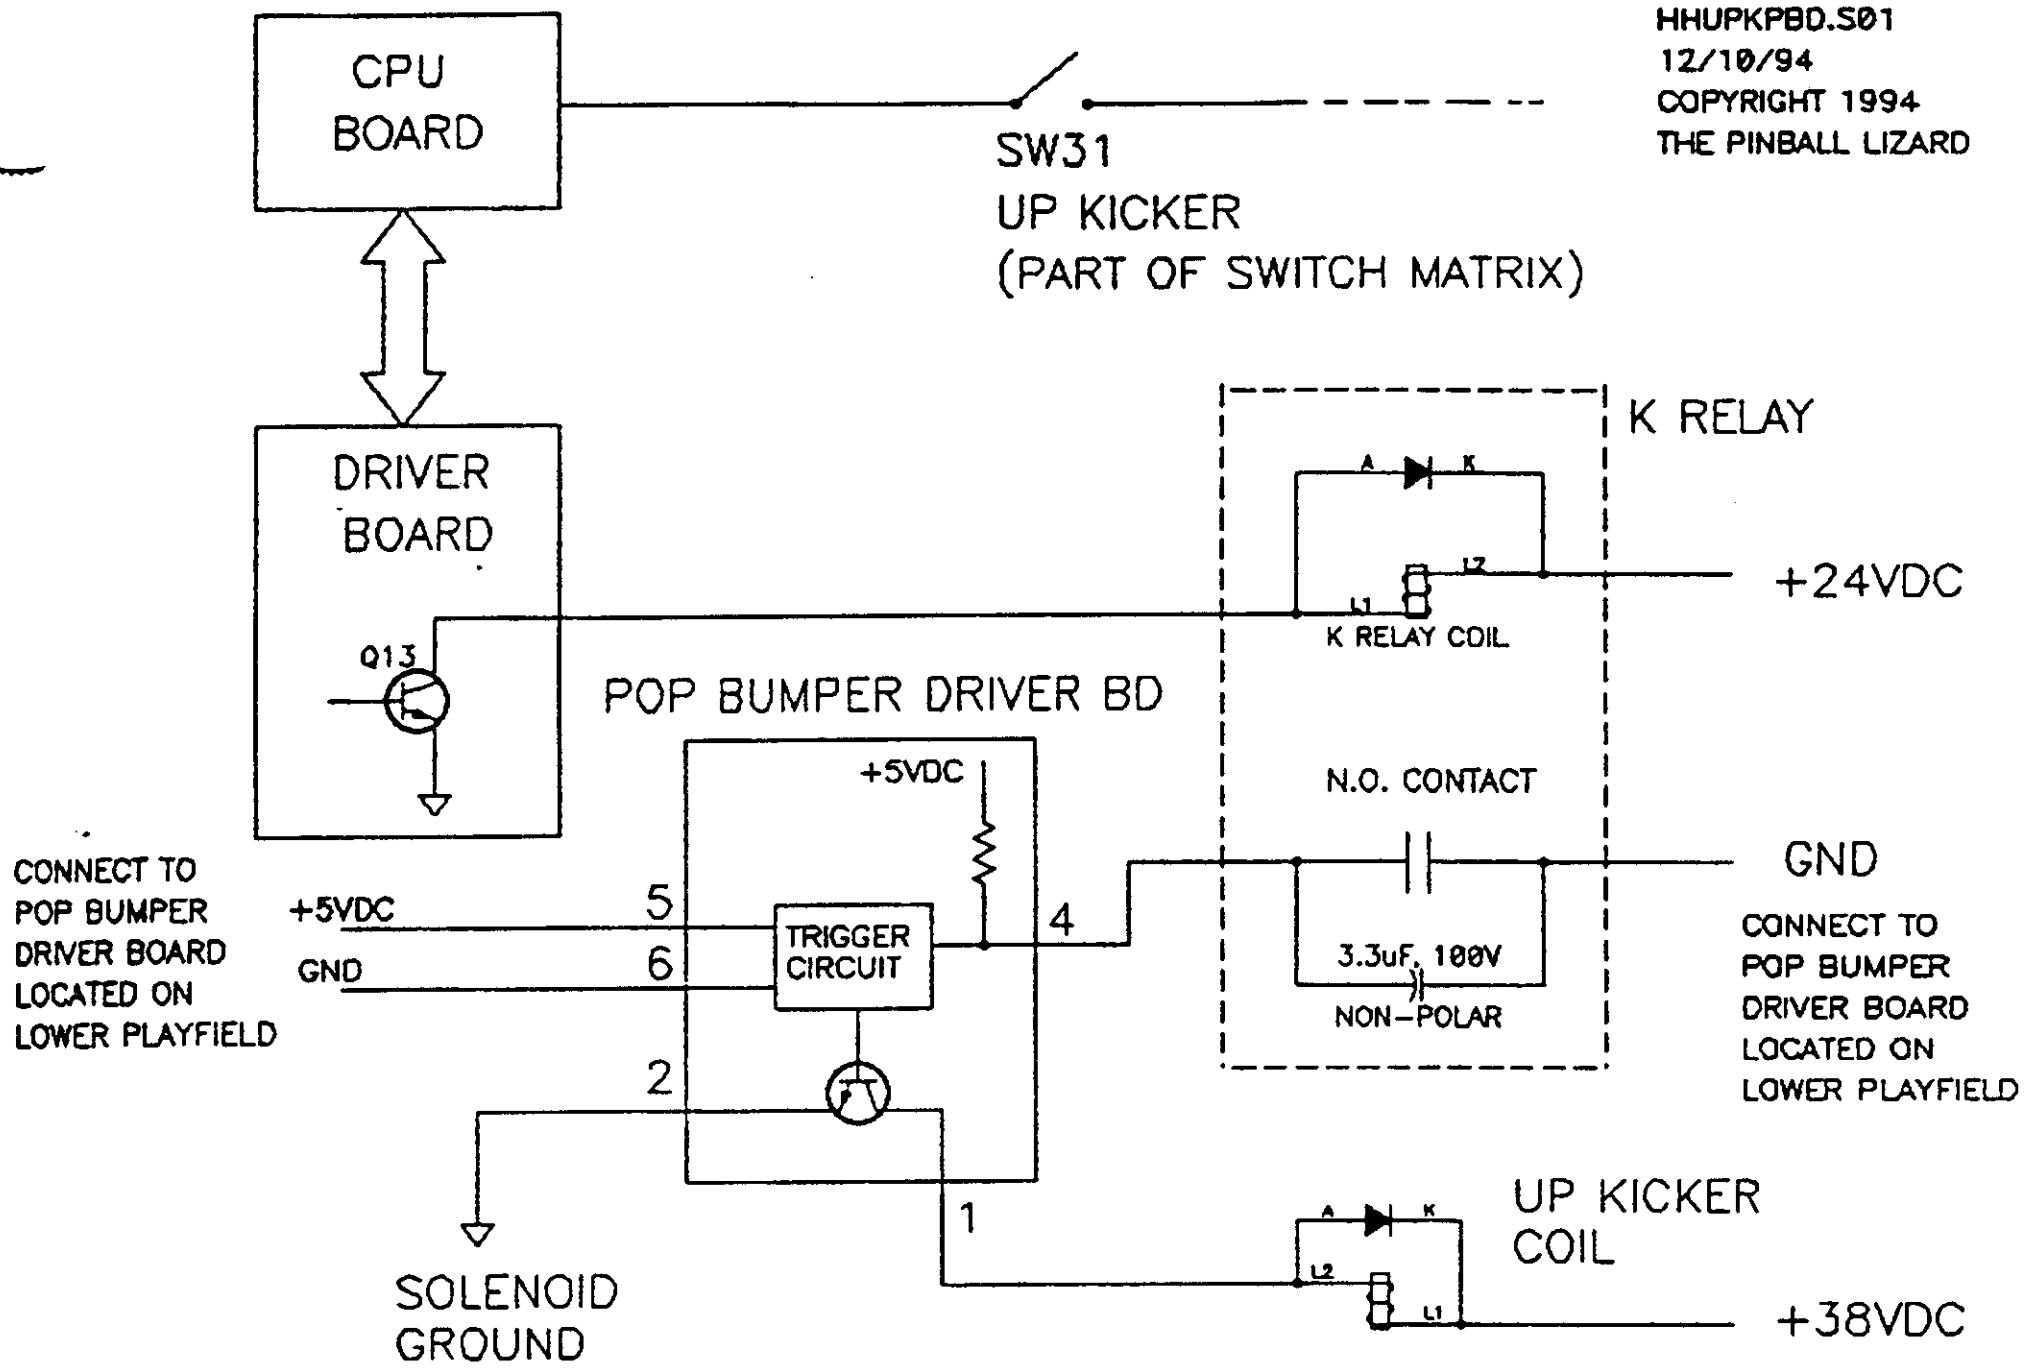 HHUPKPBD.S01
12/10/94
COPYRIGHT 1994
THE PINBALL LIZARD
CPU
BOARD
SW31
UP KICKER
(PART OF SWITCH MATRIX)
K RELAY
DRIVER
BOARD
A
K
L2
+24VDC
L1
K RELAY COIL
Q13
POP BUMPER DRIVER BD
+5VDC
N.O. CONTACT
GND
CONNECT TO
POP BUMPER
DRIVER BOARD
LOCATED ON
LOWER PLAYFIELD
+5VDC
GND
5
6
4
TRIGGER
CIRCUIT
3.3uF, 100V
NON-POLAR
CONNECT TO
POP BUMPER
DRIVER BOARD
LOCATED ON
LOWER PLAYFIELD
2
1
UP KICKER
COIL
A
K
L2
L1
+38VDC
SOLENOID
GROUND